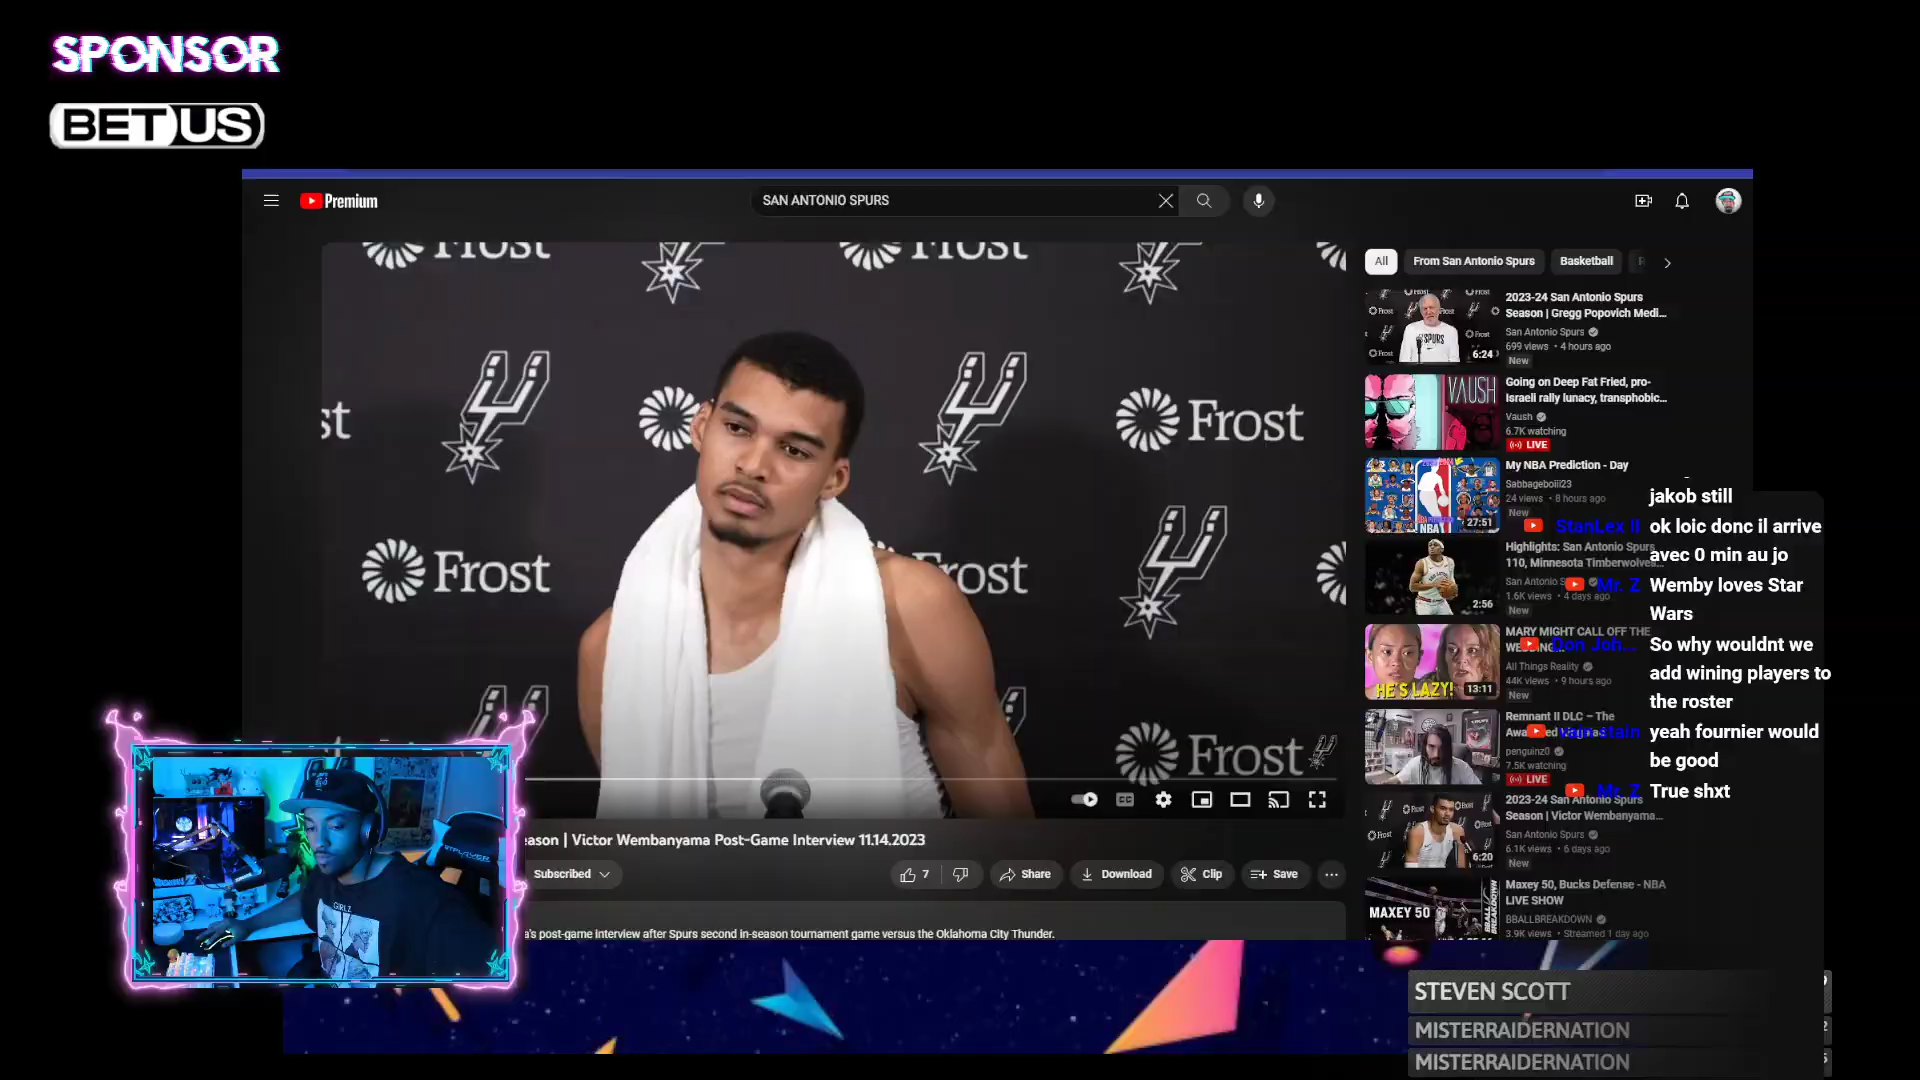 SPONSOR
BET US
Premium
SAN ANTONIO SPURS
Frost
Frost
Frost
Frost
All
From San Antonio Spurs
Basketball
2023-24 San Antonio Spurs
Season | Gregg Popovich Medi...
San Antonio Spurs
699 views • 4 hours ago
New
6:24
Going on Deep Fat Fried, pro-
Israeli rally lunacy, transphobic...
Vaush
6.7K watching
LIVE
VAUSH
My NBA Prediction - Day
Sabbageboiii23
24 views • 8 hours ago
New
27:51
Highlights: San Antonio Spurs
110, Minnesota Timberwolves...
1.6K views • 4 days ago
New
2:56
MARY MIGHT CALL OFF THE
All Things Reality
44K views • 9 hours ago
New
HE'S LAZY!
13:11
Remnant II DLC – The
penguinz0
7.5K watching
LIVE
2023-24 San Antonio Spurs
Season | Victor Wembanyama...
San Antonio Spurs
6.1K views • 6 days ago
New
6:20
Maxey 50, Bucks Defense - NBA
LIVE SHOW
BBALLBREAKDOWN
3.9K views • Streamed 1 day ago
MAXEY 50
jakob still
StanLex II ok loic donc il arrive
avec 0 min au jo
Mr. Z Wemby loves Star
Wars
Don Joh... So why wouldnt we
add wining players to
the roster
vain stain yeah fournier would
be good
Mr. Z True shxt
ason | Victor Wembanyama Post-Game Interview 11.14.2023
Subscribed
7
Share
Download
Clip
Save
a's post-game interview after Spurs second in-season tournament game versus the Oklahoma City Thunder.
STEVEN SCOTT
MISTERRAIDERNATION
MISTERRAIDERNATION